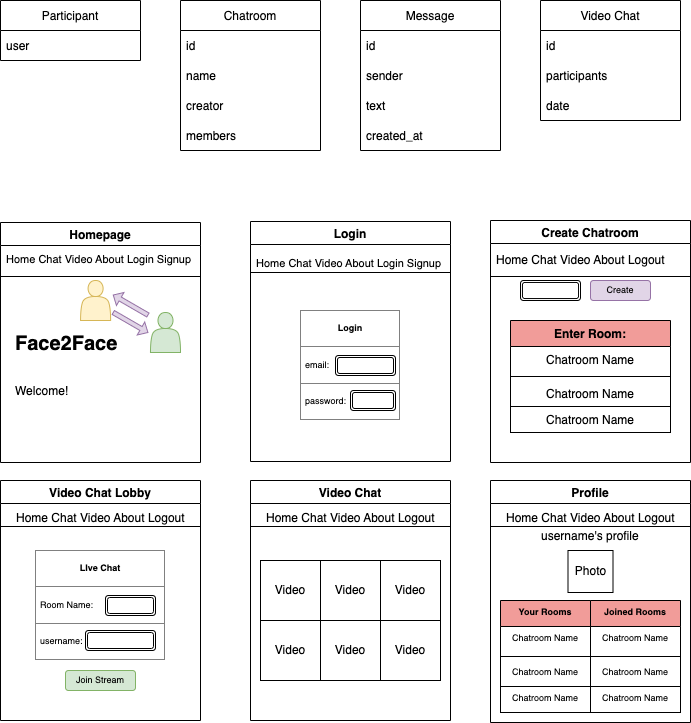 Participant
user
Chatroom
id
name
creator
members
Message
id
sender
text
created_at
Video Chat
id
participants
date
Homepage
Home Chat Video About Login Signup
Face2Face
Welcome!
Login
Home Chat Video About Login Signup
Login
email:
password:
Create Chatroom
Home Chat Video About Logout
Create
Enter Room:
Chatroom Name
Chatroom Name
Chatroom Name
Video Chat Lobby
Home Chat Video About Logout
LIve Chat
Room Name:
username:
Join Stream
Video Chat
Home Chat Video About Logout
Video Video Video
Video Video Video
Profile
Home Chat Video About Logout
username's profile
Photo
Your Rooms Joined Rooms
Chatroom Name Chatroom Name
Chatroom Name Chatroom Name
Chatroom Name Chatroom Name